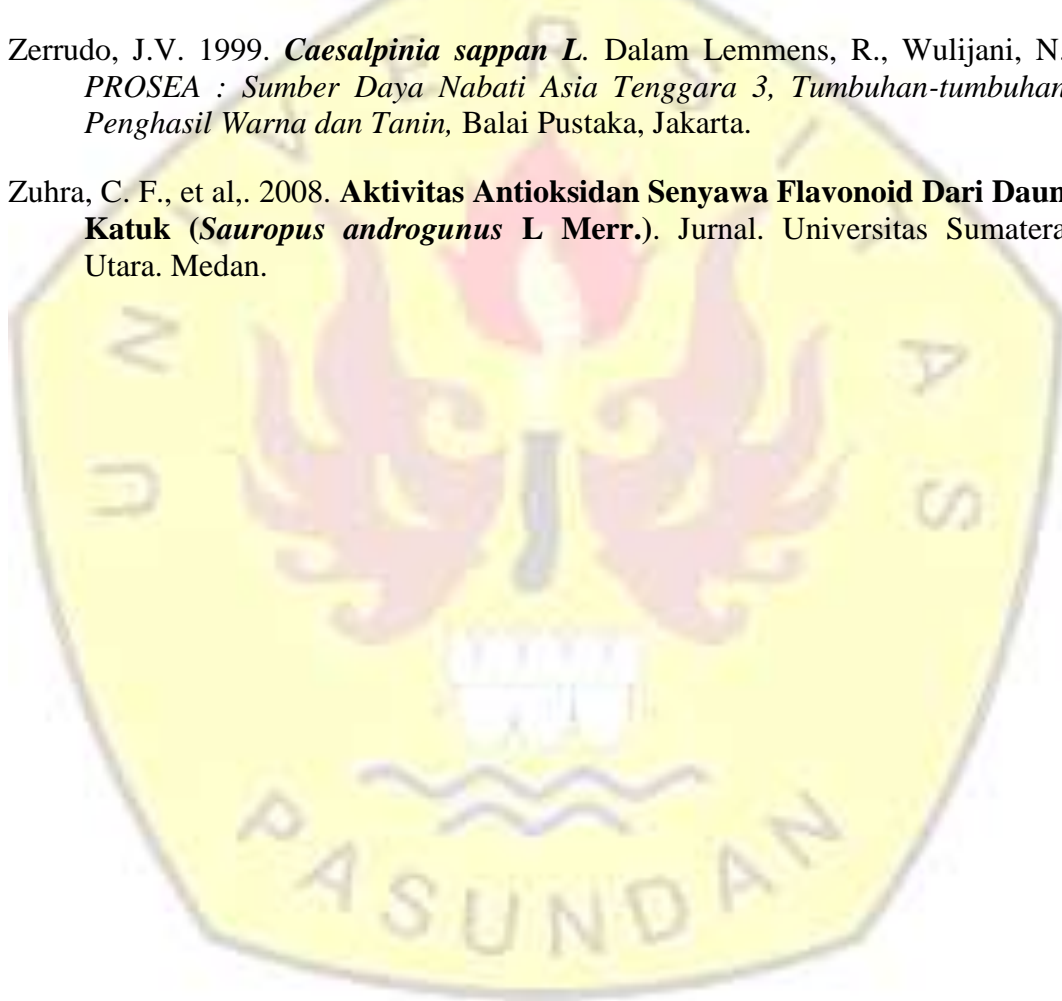 Zerrudo, J.V. 1999. Caesalpinia sappan L. Dalam Lemmens, R., Wulijani, N.
PROSEA : Sumber Daya Nabati Asia Tenggara 3, Tumbuhan-tumbuhan
Penghasil Warna dan Tanin, Balai Pustaka, Jakarta.
Zuhra, C. F., et al,. 2008. Aktivitas Antioksidan Senyawa Flavonoid Dari Daun
Katuk (Sauropus androgunus L Merr.). Jurnal. Universitas Sumatera
Utara. Medan.
UNIVERSITAS
PASUNDAN